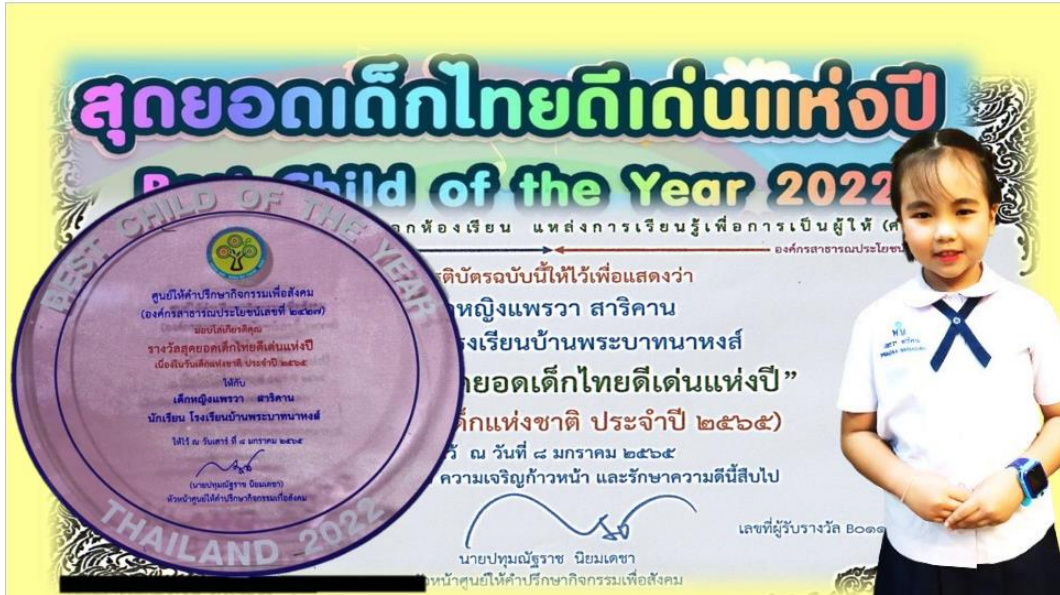 สุดยอดเด็กไทยดีเด่นแห่งปี
Best Child of the Year 2022
กห้องเรียน แหล่งการเรียนรู้เพื่อการเป็นผู้ให้
องค์กรสาธารณประโยชน์
ติบัตรฉบับนี้ให้ไว้เพื่อแสดงว่า
หญิงแพรวา สาริคาน
โรงเรียนบ้านพระบาทนาหงส์
ดยอดเด็กไทยดีเด่นแห่งปี”
ด็กแห่งชาติ ประจำปี ๒๕๖๕)
ณ วันที่ ๘ มกราคม ๒๕๖๕
ความเจริญก้าวหน้า และรักษาความดีนี้สืบไป
เลขที่ผู้รับรางวัล B๐๑๑
นายปทุมณัฐราช นิยมเดชา
หัวหน้าศูนย์ให้คำปรึกษากิจกรรมเพื่อสังคม
BEST CHILD OF THE YEAR
ศูนย์ให้คำปรึกษากิจกรรมเพื่อสังคม
(องค์กรสาธารณประโยชน์เลขที่ ๒๔๒๗)
มอบโล่เกียรติคุณ
รางวัลสุดยอดเด็กไทยดีเด่นแห่งปี
เนื่องในวันเด็กแห่งชาติ ประจำปี ๒๕๖๕
ให้กับ
เด็กหญิงแพรวา สาริคาน
นักเรียน โรงเรียนบ้านพระบาทนาหงส์
ให้ไว้ ณ วันเสาร์ ที่ ๘ มกราคม ๒๕๖๕
(นายปทุมณัฐราช นิยมเดชา)
หัวหน้าศูนย์ให้คำปรึกษากิจกรรมเพื่อสังคม
THAILAND 2022